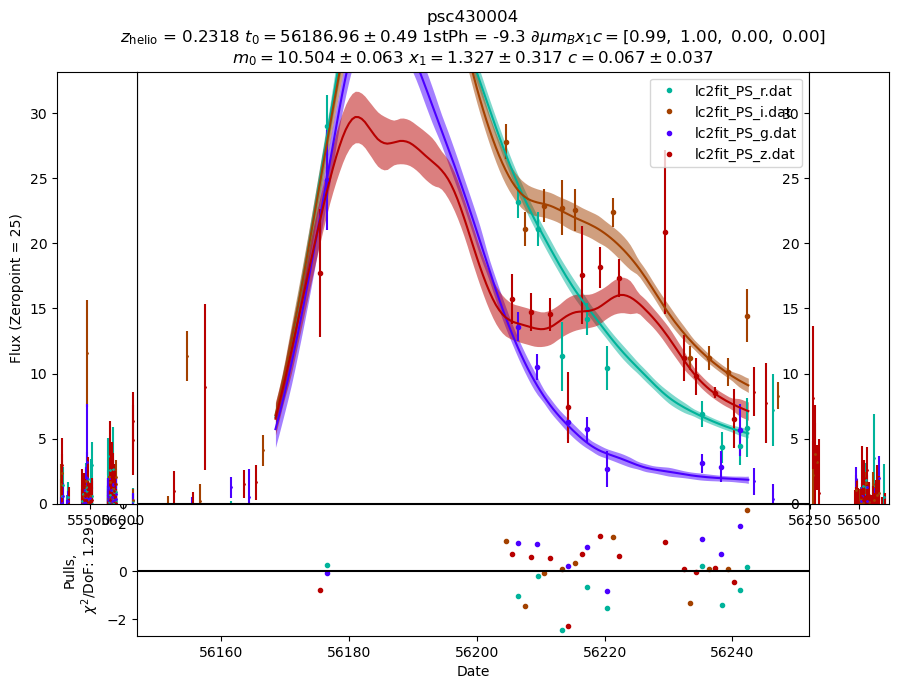 psc430004
z_helio = 0.2318 t_0 = 56186.96 ± 0.49 1stPh = -9.3 ∂μm_Bx_1c = [0.99, 1.00, 0.00, 0.00]
m_0 = 10.504 ± 0.063 x_1 = 1.327 ± 0.317 c = 0.067 ± 0.037
lc2fit_PS_r.dat
lc2fit_PS_i.dat
lc2fit_PS_g.dat
lc2fit_PS_z.dat
Flux (Zeropoint = 25)
30
25
20
15
10
5
0
30
25
20
15
10
5
0
55500
56000
56250
56500
Pulls,
χ²/DoF: 1.29
0
−2
56160
56180
56200
56220
56240
Date